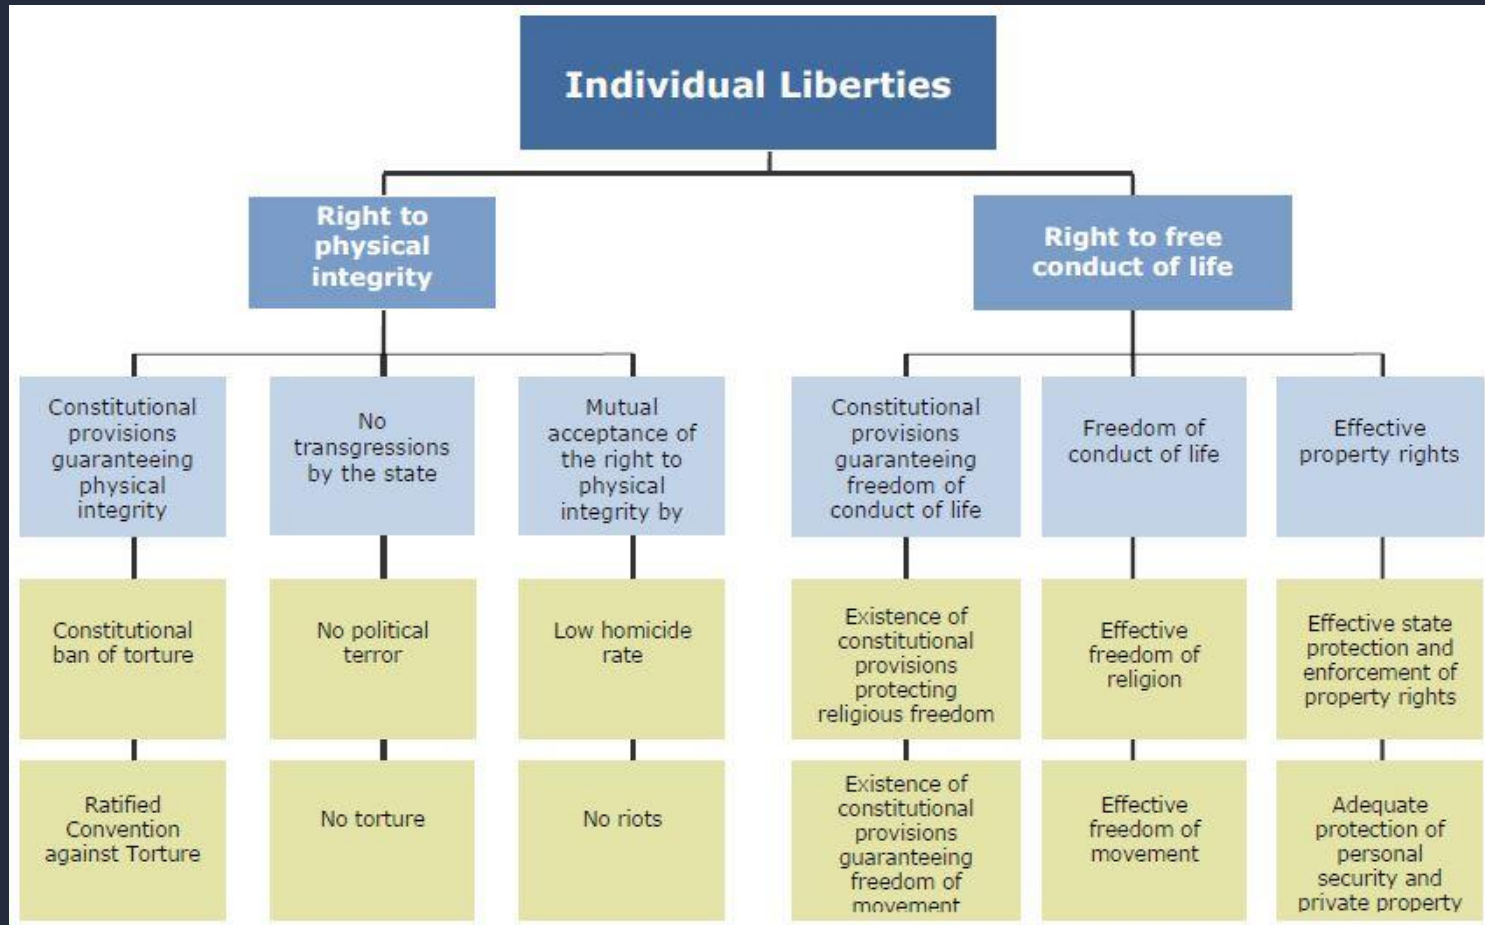 Individual Liberties
Right to
physical
integrity
Right to free
conduct of life
Constitutional
provisions
guaranteeing
physical
integrity
No
transgressions
by the state
Mutual
acceptance of
the right to
physical
integrity by
Constitutional
provisions
guaranteeing
freedom of
conduct of life
Freedom of
conduct of life
Effective
property rights
Constitutional
ban of torture
No political
terror
Low homicide
rate
Existence of
constitutional
provisions
protecting
religious freedom
Effective
freedom of
religion
Effective state
protection and
enforcement of
property rights
Ratified
Convention
against Torture
No torture
No riots
Existence of
constitutional
provisions
guaranteeing
freedom of
movement
Effective
freedom of
movement
Adequate
protection of
personal
security and
private property